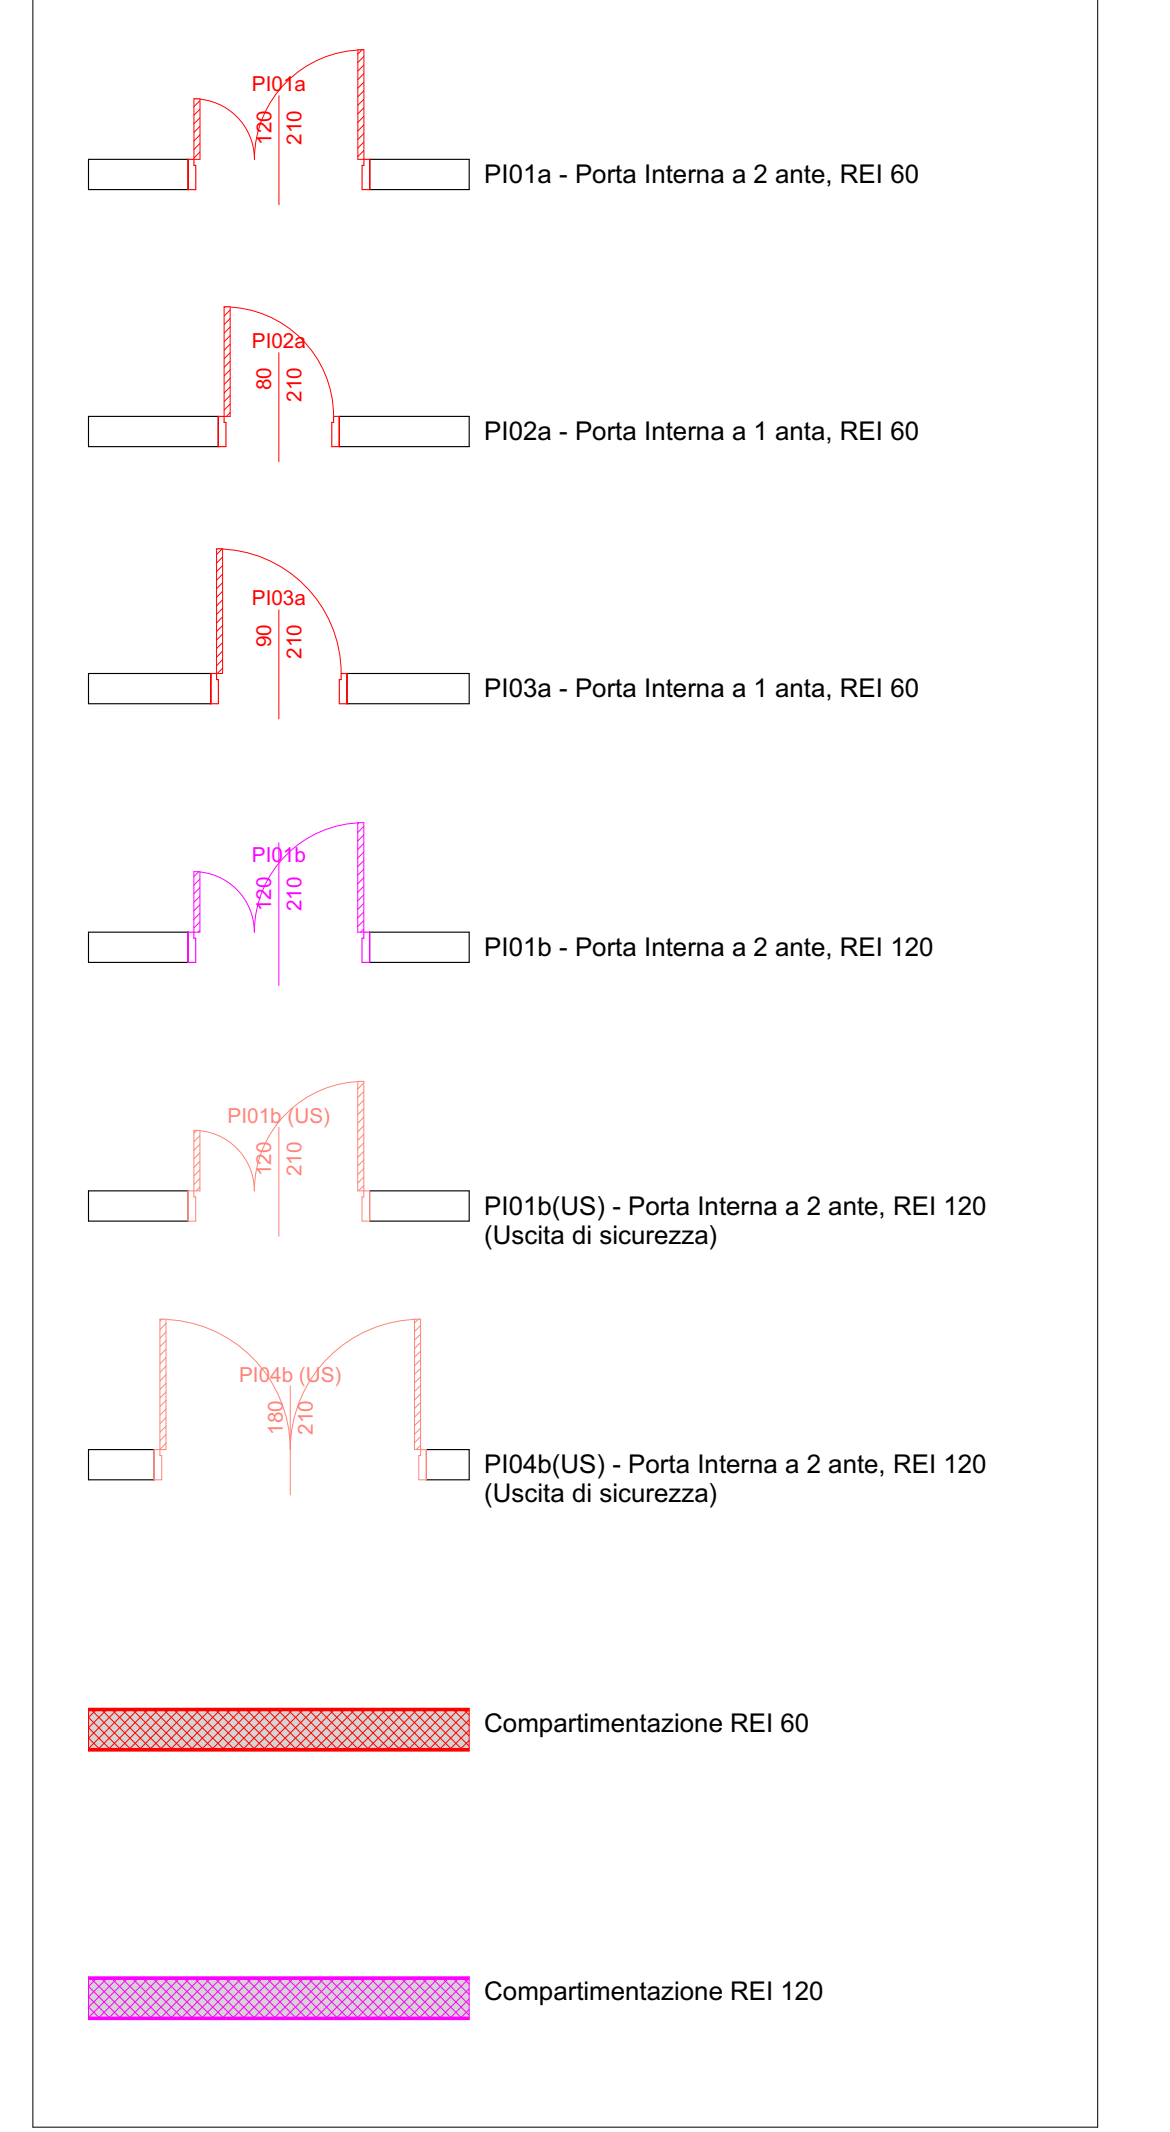 PI01a
120
210
PI01a - Porta Interna a 2 ante, REI 60
PI02a
80
210
PI02a - Porta Interna a 1 anta, REI 60
PI03a
90
210
PI03a - Porta Interna a 1 anta, REI 60
PI01b
120
210
PI01b - Porta Interna a 2 ante, REI 120
PI01b (US)
120
210
PI01b(US) - Porta Interna a 2 ante, REI 120
(Uscita di sicurezza)
PI04b (US)
180
210
PI04b(US) - Porta Interna a 2 ante, REI 120
(Uscita di sicurezza)
Compartimentazione REI 60
Compartimentazione REI 120